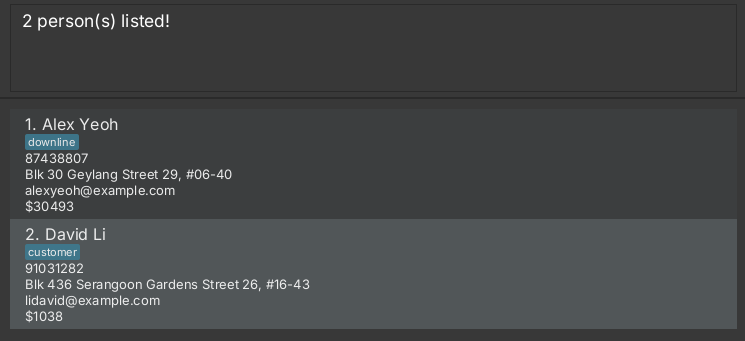 2 person(s) listed!
1. Alex Yeoh
downline
87438807
Blk 30 Geylang Street 29, #06-40
alexyeoh@example.com
$30493
2. David Li
customer
91031282
Blk 436 Serangoon Gardens Street 26, #16-43
lidavid@example.com
$1038